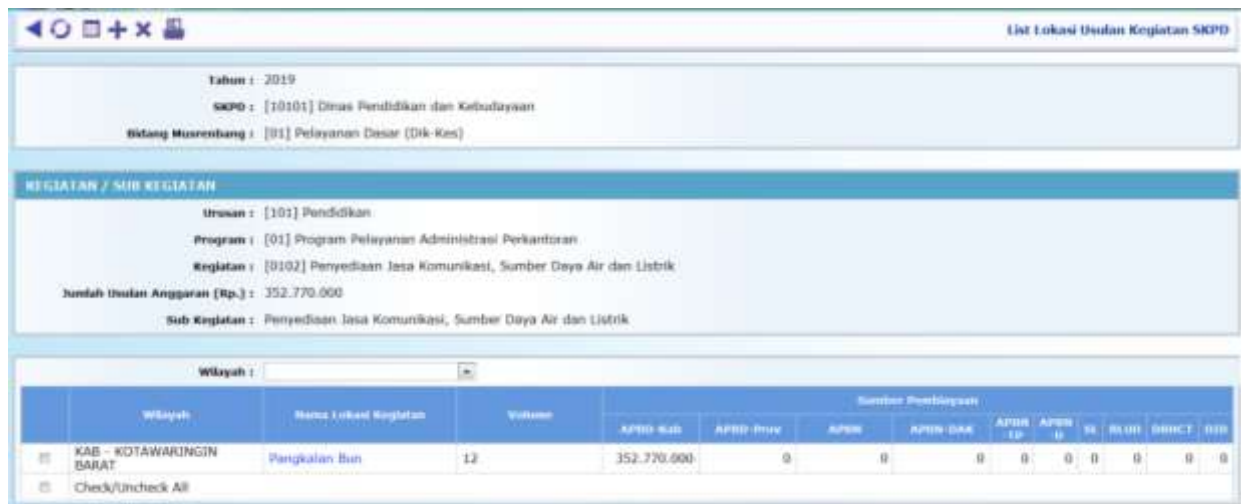 List Lokasi Usulan Kegiatan SKPD
Tahun : 2019
SKPD : [10101] Dinas Pendidikan dan Kebudayaan
Bidang Musrenbang : [01] Pelayanan Dasar (Dik-Kes)
KEGIATAN / SUB KEGIATAN
Urusan : [101] Pendidikan
Program : [01] Program Pelayanan Administrasi Perkantoran
Kegiatan : [0102] Penyediaan Jasa Komunikasi, Sumber Daya Air dan Listrik
Jumlah Usulan Anggaran (Rp.) : 352.770.000
Sub Kegiatan : Penyediaan Jasa Komunikasi, Sumber Daya Air dan Listrik
Wilayah :
Wilayah Nama Lokasi Kegiatan Volume Sumber Pembiayaan
APBD-Kab APBD-Prov APBN APBN-DAK APBN-TP APBN-U SL BLUD DBHCT DID
KAB - KOTAWARINGIN BARAT Pangkalan Bun 12 352.770.000 0 0 0 0 0 0 0 0 0
Check/Uncheck All